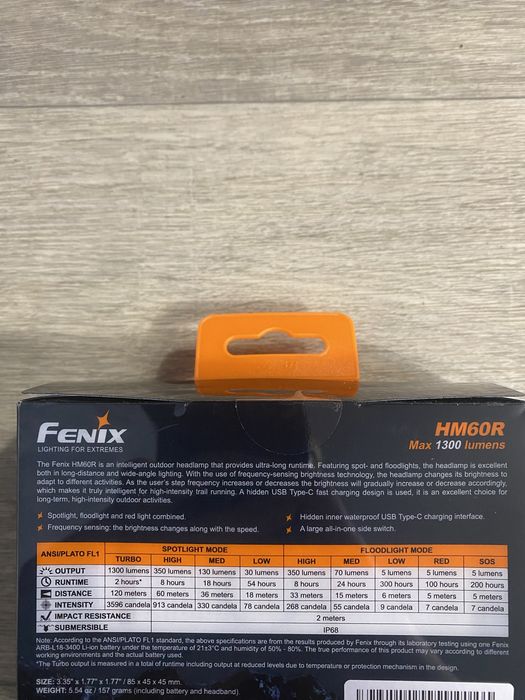 FENIX
LIGHTING FOR EXTREMES
HM60R
Max 1300 lumens
The Fenix HM60R is an intelligent outdoor headlamp that provides ultra-long runtime. Featuring spot- and floodlights, the headlamp is excellent
both in long-distance and wide-angle lighting. With the use of frequency-sensing brightness technology, the headlamp changes its brightness to
adapt to different activities. As the user's step frequency increases or decreases the brightness will gradually increase or decrease accordingly,
which makes it truly intelligent for high-intensity trail running. A hidden USB Type-C fast charging design is used, it is an excellent choice for
long-term, high-intensity outdoor activities.
Spotlight, floodlight and red light combined.
Frequency sensing: the brightness changes along with the speed.
Hidden inner waterproof USB Type-C charging interface.
A large all-in-one side switch.
ANSI/PLATO FL1 SPOTLIGHT MODE FLOODLIGHT MODE
TURBO HIGH MED LOW HIGH MED LOW RED SOS
OUTPUT 1300 lumens 350 lumens 130 lumens 30 lumens 350 lumens 70 lumens 5 lumens 5 lumens 5 lumens
RUNTIME 2 hours* 8 hours 18 hours 54 hours 8 hours 24 hours 300 hours 100 hours 200 hours
DISTANCE 120 meters 60 meters 36 meters 18 meters 33 meters 15 meters 6 meters 5 meters 5 meters
INTENSITY 3596 candela 913 candela 330 candela 78 candela 268 candela 55 candela 9 candela 7 candela 7 candela
IMPACT RESISTANCE 2 meters
SUBMERSIBLE IP68
Note: According to the ANSI/PLATO FL1 standard, the above specifications are from the results produced by Fenix through its laboratory testing using one Fenix
ARB-L18-3400 Li-ion battery under the temperature of 21±3°C and humidity of 50% - 80%. The true performance of this product may vary according to different
working environments and the actual battery used.
*The Turbo output is measured in a total of runtime including output at reduced levels due to temperature or protection mechanism in the design.
SIZE: 3.35" x 1.77" x 1.77" / 85 x 45 x 45 mm.
WEIGHT: 5.54 oz / 157 grams (including battery and headband)